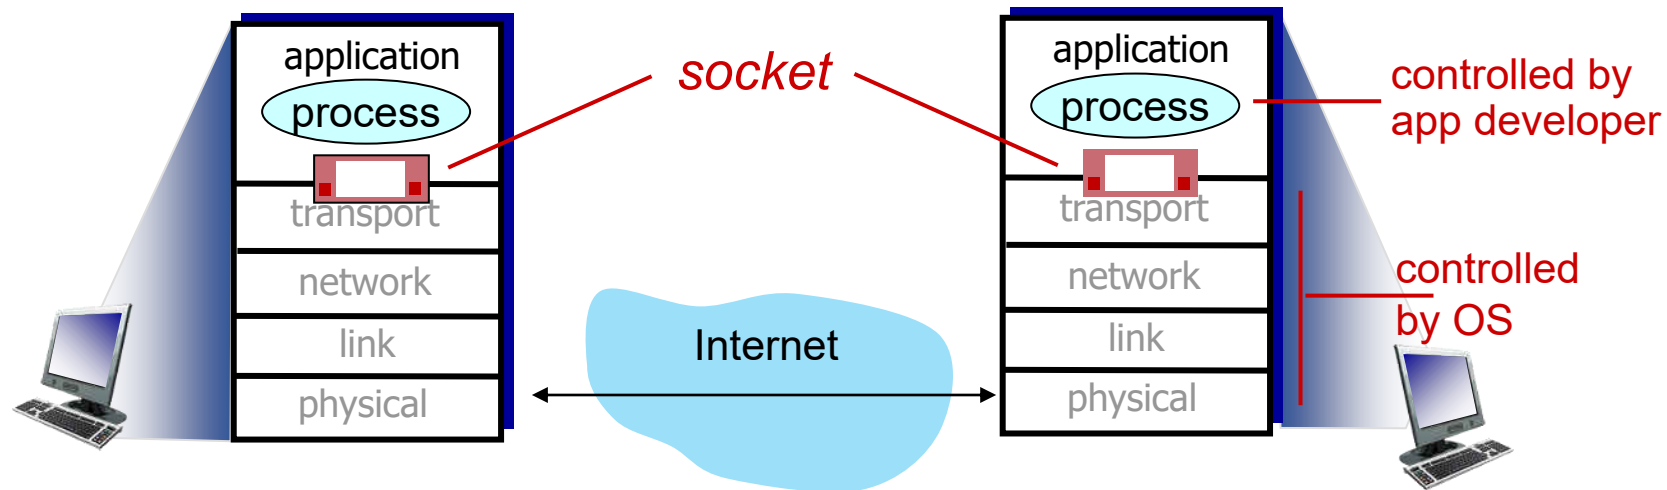 application
process
transport
network
link
physical
socket
Internet
application
process
transport
network
link
physical
controlled by
app developer
controlled
by OS